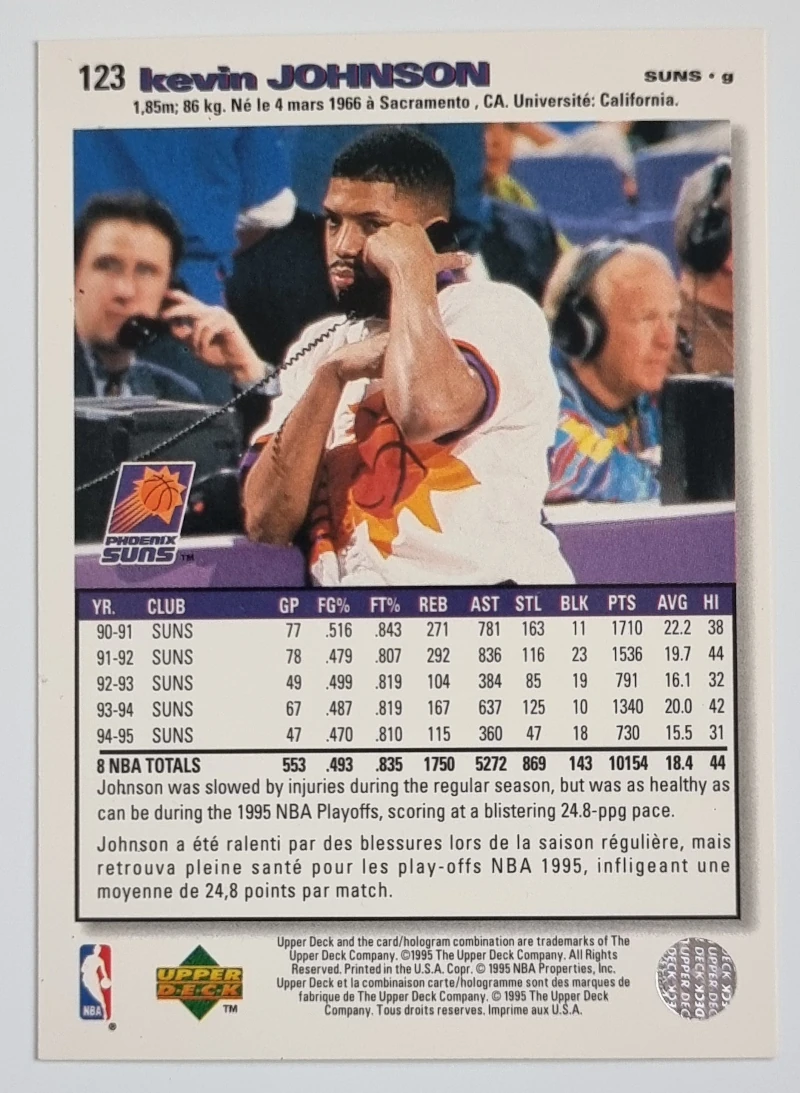 123 kevin JOHNSON SUNS • g
1,85m; 86 kg. Né le 4 mars 1966 à Sacramento , CA. Université: California.
PHOENIX
SUNS TM
YR. CLUB GP FG% FT% REB AST STL BLK PTS AVG HI
90-91 SUNS 77 .516 .843 271 781 163 11 1710 22.2 38
91-92 SUNS 78 .479 .807 292 836 116 23 1536 19.7 44
92-93 SUNS 49 .499 .819 104 384 85 19 791 16.1 32
93-94 SUNS 67 .487 .819 167 637 125 10 1340 20.0 42
94-95 SUNS 47 .470 .810 115 360 47 18 730 15.5 31
8 NBA TOTALS 553 .493 .835 1750 5272 869 143 10154 18.4 44
Johnson was slowed by injuries during the regular season, but was as healthy as
can be during the 1995 NBA Playoffs, scoring at a blistering 24.8-ppg pace.
Johnson a été ralenti par des blessures lors de la saison régulière, mais
retrouva pleine santé pour les play-offs NBA 1995, infligeant une
moyenne de 24,8 points par match.
NBA ®
UPPER
DECK TM
Upper Deck and the card/hologram combination are trademarks of The
Upper Deck Company. ©1995 The Upper Deck Company. All Rights
Reserved. Printed in the U.S.A. Copr. © 1995 NBA Properties, Inc.
Upper Deck et la combinaison carte/hologramme sont des marques de
fabrique de The Upper Deck Company. © 1995 The Upper Deck
Company. Tous droits reserves. Imprime aux U.S.A.
UPPER DECK